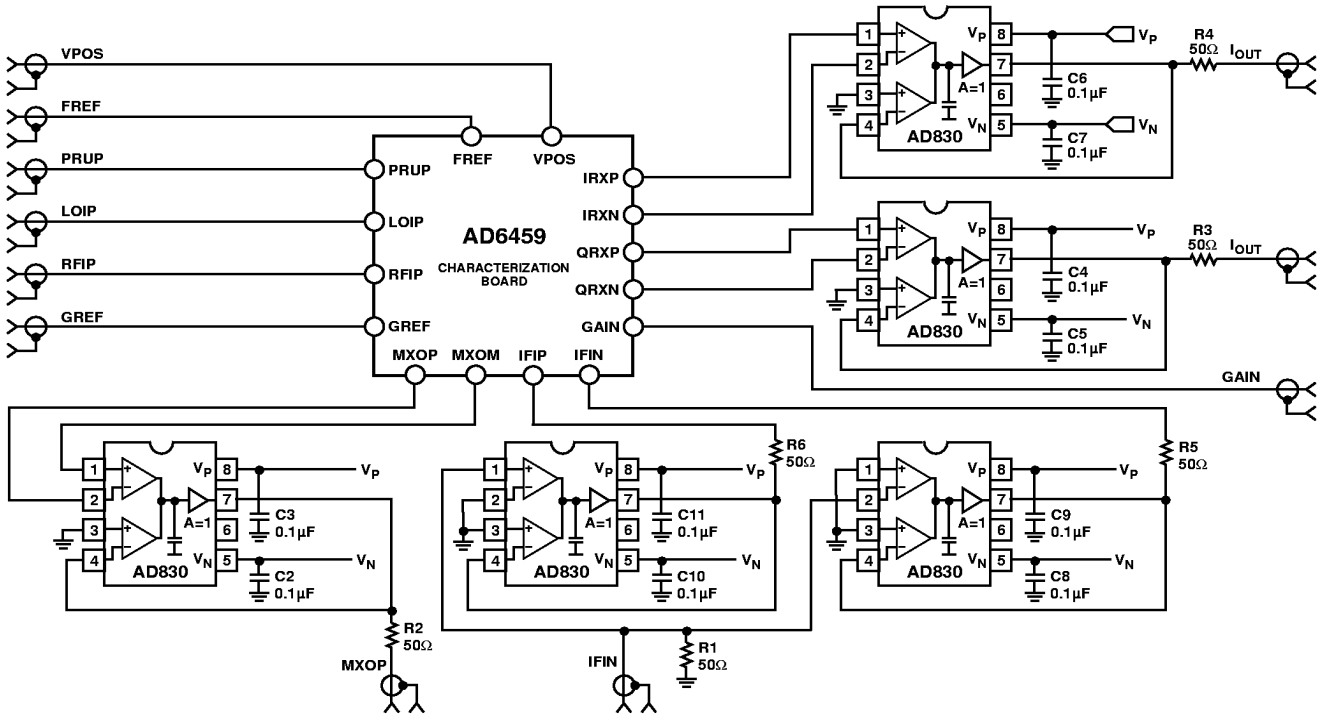 VPOS
FREF
PRUP
LOIP
RFIP
GREF
FREF
VPOS
PRUP
LOIP
RFIP
GREF
AD6459
CHARACTERIZATION
BOARD
IRXP
IRXN
QRXP
QRXN
GAIN
MXOP
MXOM
IFIP
IFIN
1
2
3
4
+
–
+
–
A=1
VP
VN
8
7
6
5
AD830
C6
0.1µF
C7
0.1µF
VP
VN
R4
50Ω
IOUT
1
2
3
4
+
–
+
–
A=1
VP
VN
8
7
6
5
AD830
C4
0.1µF
C5
0.1µF
VP
VN
R3
50Ω
IOUT
GAIN
1
2
3
4
+
–
+
–
A=1
VP
VN
8
7
6
5
AD830
C3
0.1µF
C2
0.1µF
VP
VN
R2
50Ω
MXOP
1
2
3
4
+
–
+
–
A=1
VP
VN
8
7
6
5
AD830
C11
0.1µF
C10
0.1µF
VP
VN
R6
50Ω
IFIN
R1
50Ω
1
2
3
4
+
–
+
–
A=1
VP
VN
8
7
6
5
AD830
C9
0.1µF
C8
0.1µF
VP
VN
R5
50Ω